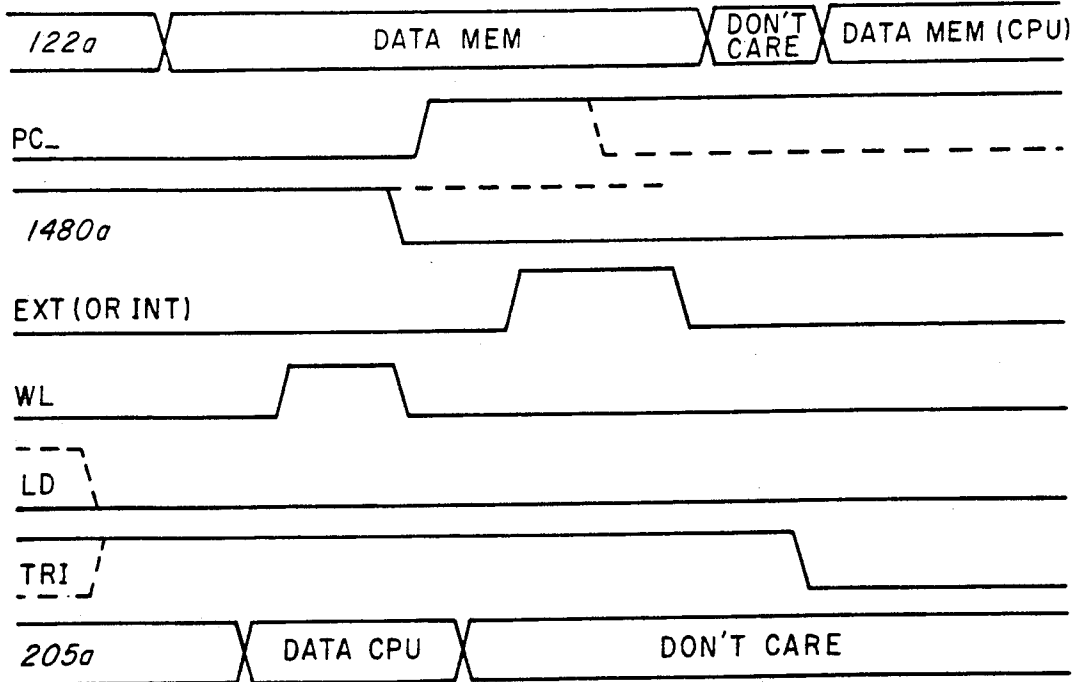 122a DATA MEM DON'T CARE DATA MEM (CPU)
PC_
1480a
EXT (OR INT)
WL
LD
TRI
205a DATA CPU DON'T CARE